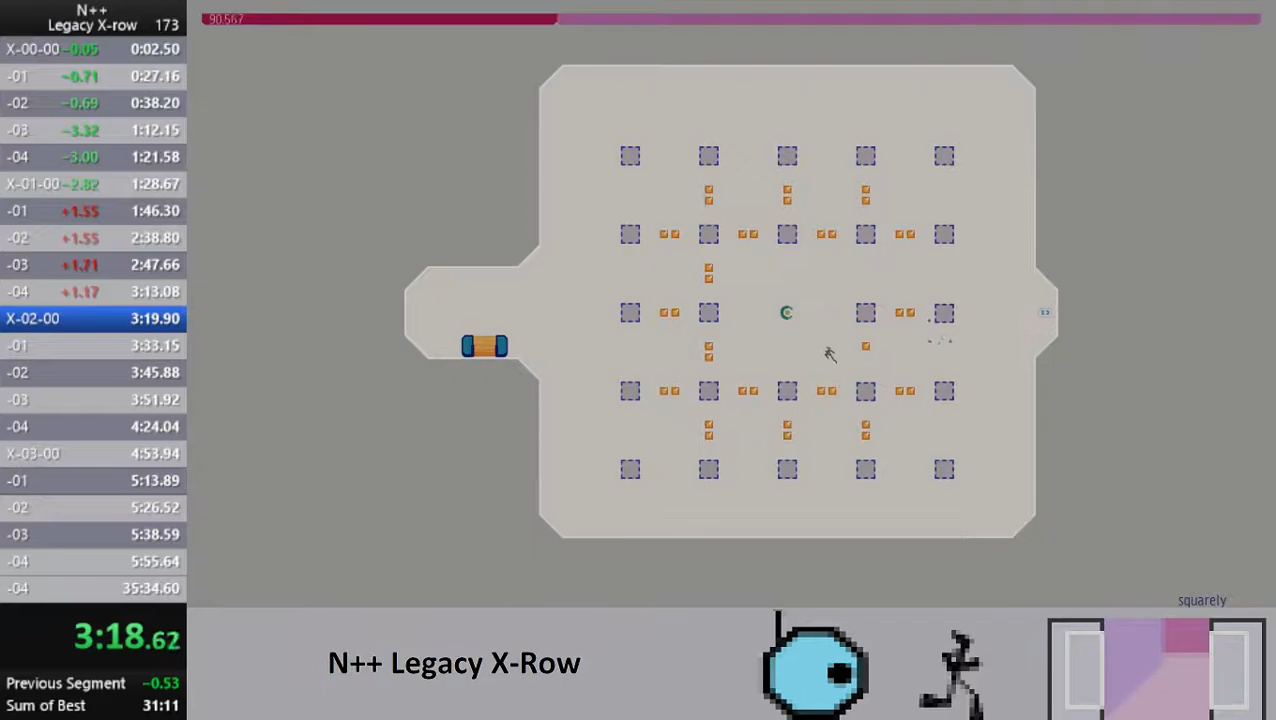 N++
Legacy X-row 173
90.567
X-00-00 −0.05 0:02.50
-01 −0.71 0:27.16
-02 −0.69 0:38.20
-03 −3.32 1:12.15
-04 −3.00 1:21.58
X-01-00 −2.82 1:28.67
-01 +1.55 1:46.30
-02 +1.55 2:38.80
-03 +1.71 2:47.66
-04 +1.17 3:13.08
X-02-00 3:19.90
-01 3:33.15
-02 3:45.88
-03 3:51.92
-04 4:24.04
X-03-00 4:53.94
-01 5:13.89
-02 5:26.52
-03 5:38.59
-04 5:55.64
-04 35:34.60
3:18.62
Previous Segment −0.53
Sum of Best 31:11
squarely
N++ Legacy X-Row